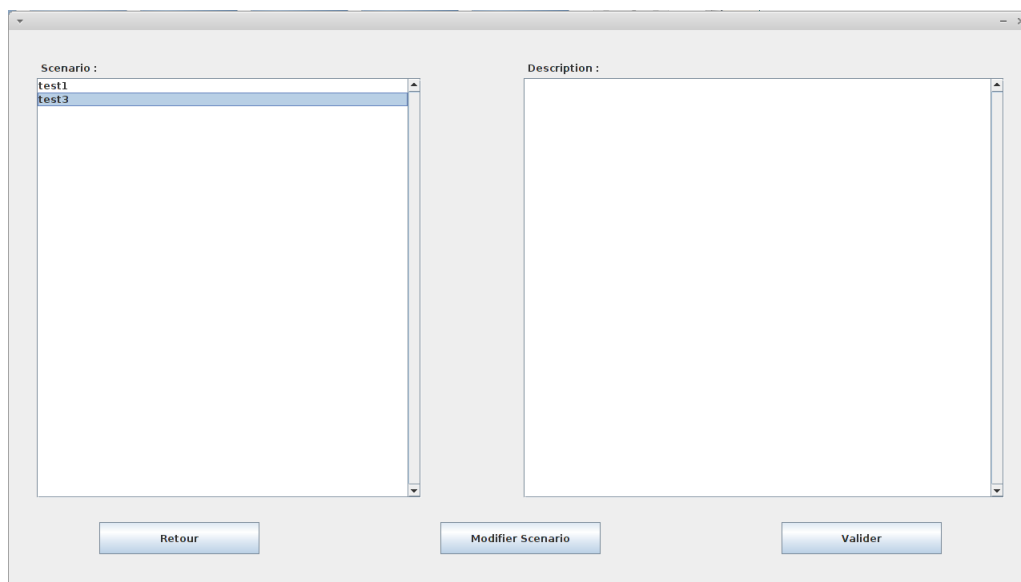 Scenario :
Description :
test1
test3
Retour
Modifier Scenario
Valider